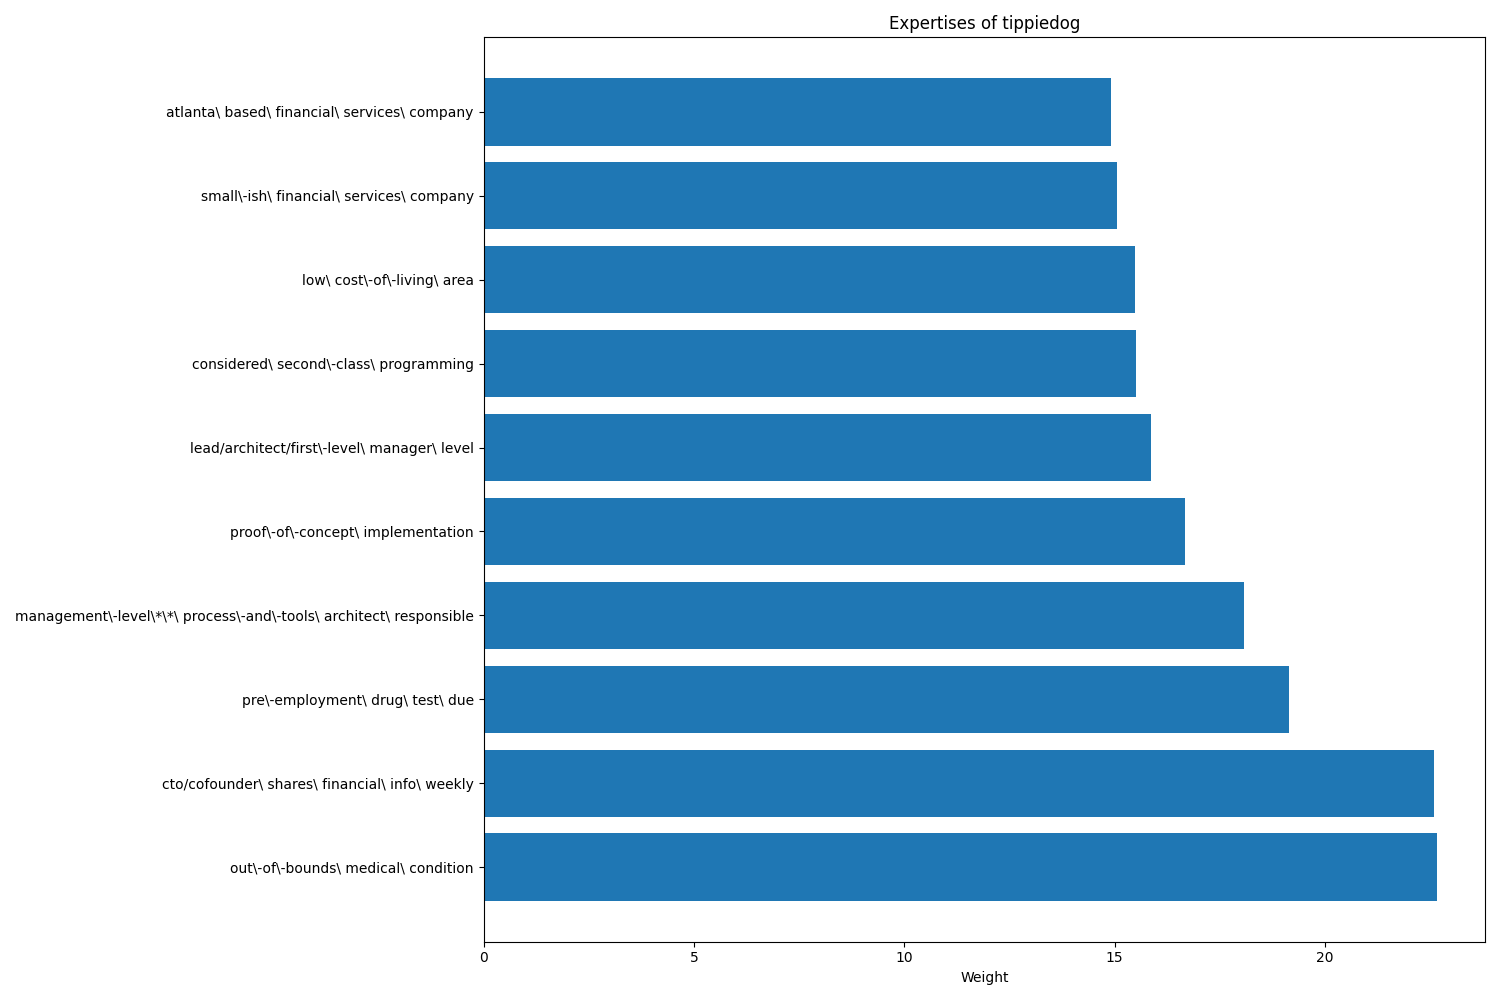 Expertises of tippiedog
atlanta\ based\ financial\ services\ company
small\-ish\ financial\ services\ company
low\ cost\-of\-living\ area
considered\ second\-class\ programming
lead/architect/first\-level\ manager\ level
proof\-of\-concept\ implementation
management\-level\*\*\ process\-and\-tools\ architect\ responsible
pre\-employment\ drug\ test\ due
cto/cofounder\ shares\ financial\ info\ weekly
out\-of\-bounds\ medical\ condition
0 5 10 15 20
Weight